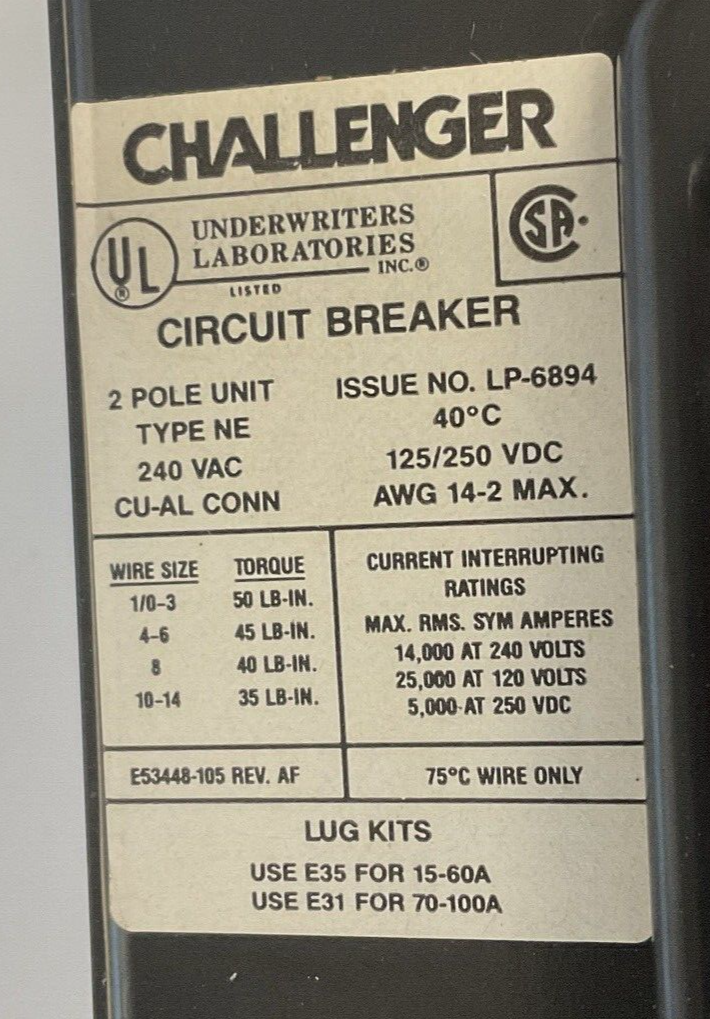 CHALLENGER
UL®
UNDERWRITERS
LABORATORIES
INC.®
LISTED
SA
CIRCUIT BREAKER
2 POLE UNIT
TYPE NE
240 VAC
CU-AL CONN
ISSUE NO. LP-6894
40°C
125/250 VDC
AWG 14-2 MAX.
WIRE SIZE TORQUE
1/0-3 50 LB-IN.
4-6 45 LB-IN.
8 40 LB-IN.
10-14 35 LB-IN.
CURRENT INTERRUPTING
RATINGS
MAX. RMS. SYM AMPERES
14,000 AT 240 VOLTS
25,000 AT 120 VOLTS
5,000 AT 250 VDC
E53448-105 REV. AF
75°C WIRE ONLY
LUG KITS
USE E35 FOR 15-60A
USE E31 FOR 70-100A